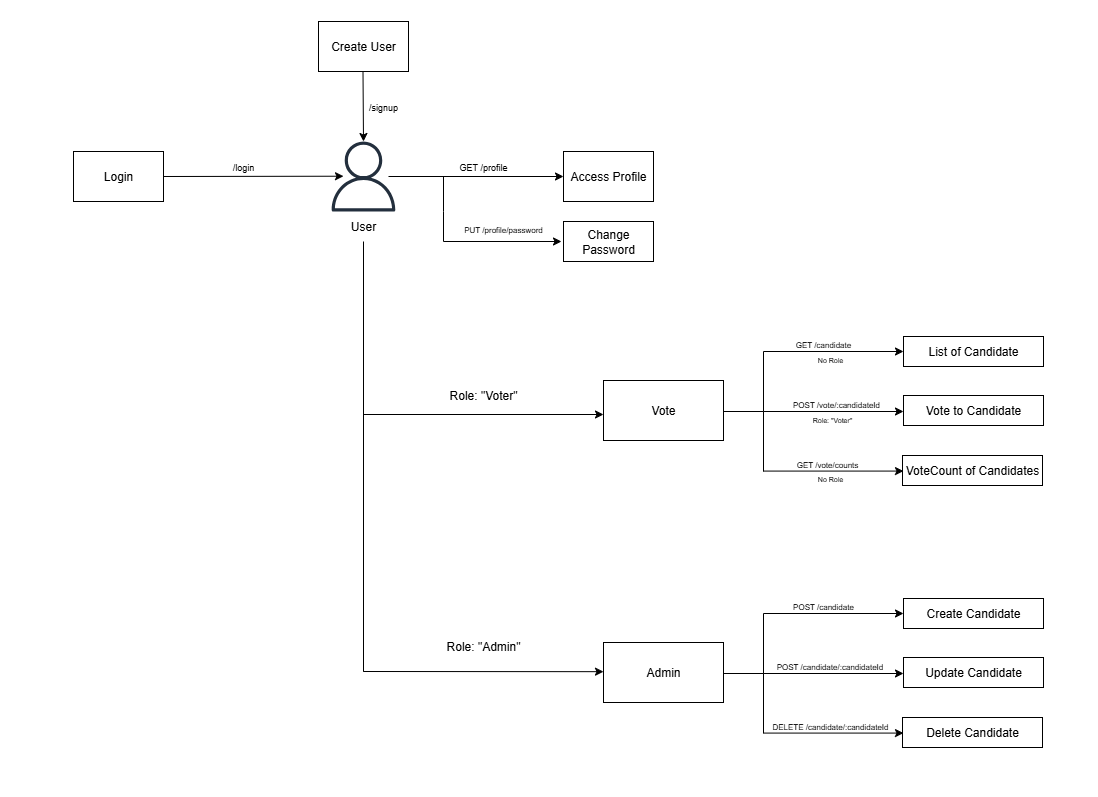 Create User
/signup
Login
/login
User
GET /profile
Access Profile
PUT /profile/password
Change
Password
Role: "Voter"
Vote
GET /candidate
No Role
List of Candidate
POST /vote/:candidateId
Role: "Voter"
Vote to Candidate
GET /vote/counts
No Role
VoteCount of Candidates
Role: "Admin"
Admin
POST /candidate
Create Candidate
POST /candidate/:candidateId
Update Candidate
DELETE /candidate/:candidateId
Delete Candidate